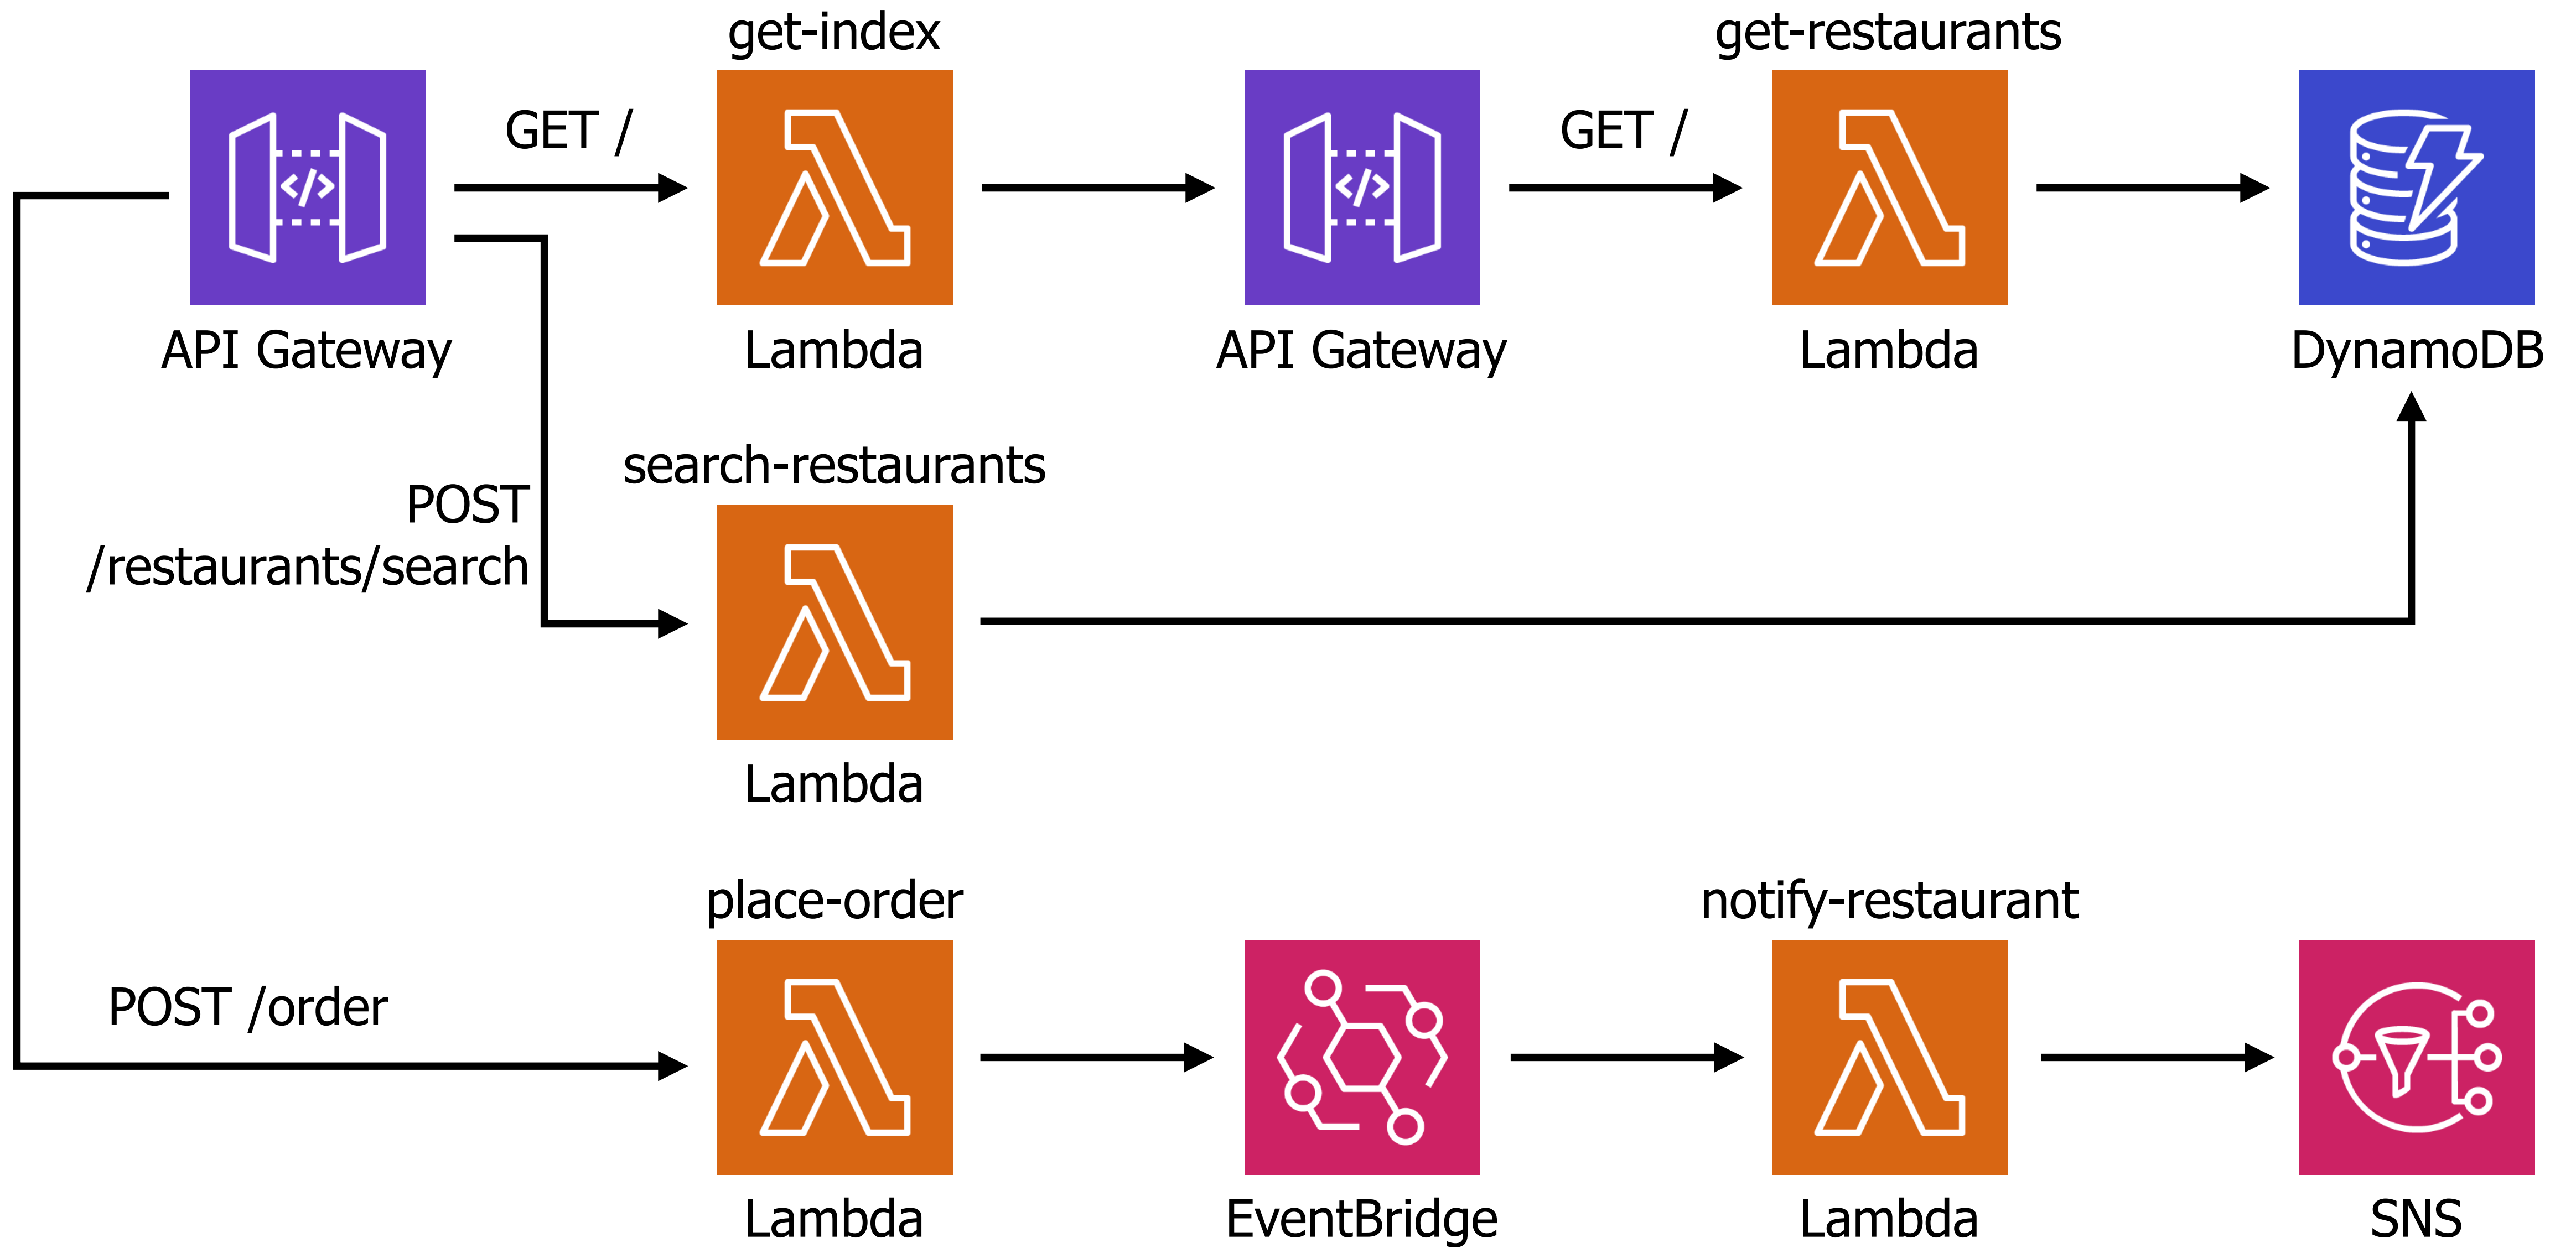 get-index
get-restaurants
GET /
GET /
API Gateway
Lambda
API Gateway
Lambda
DynamoDB
search-restaurants
POST
/restaurants/search
Lambda
place-order
notify-restaurant
POST /order
Lambda
EventBridge
Lambda
SNS